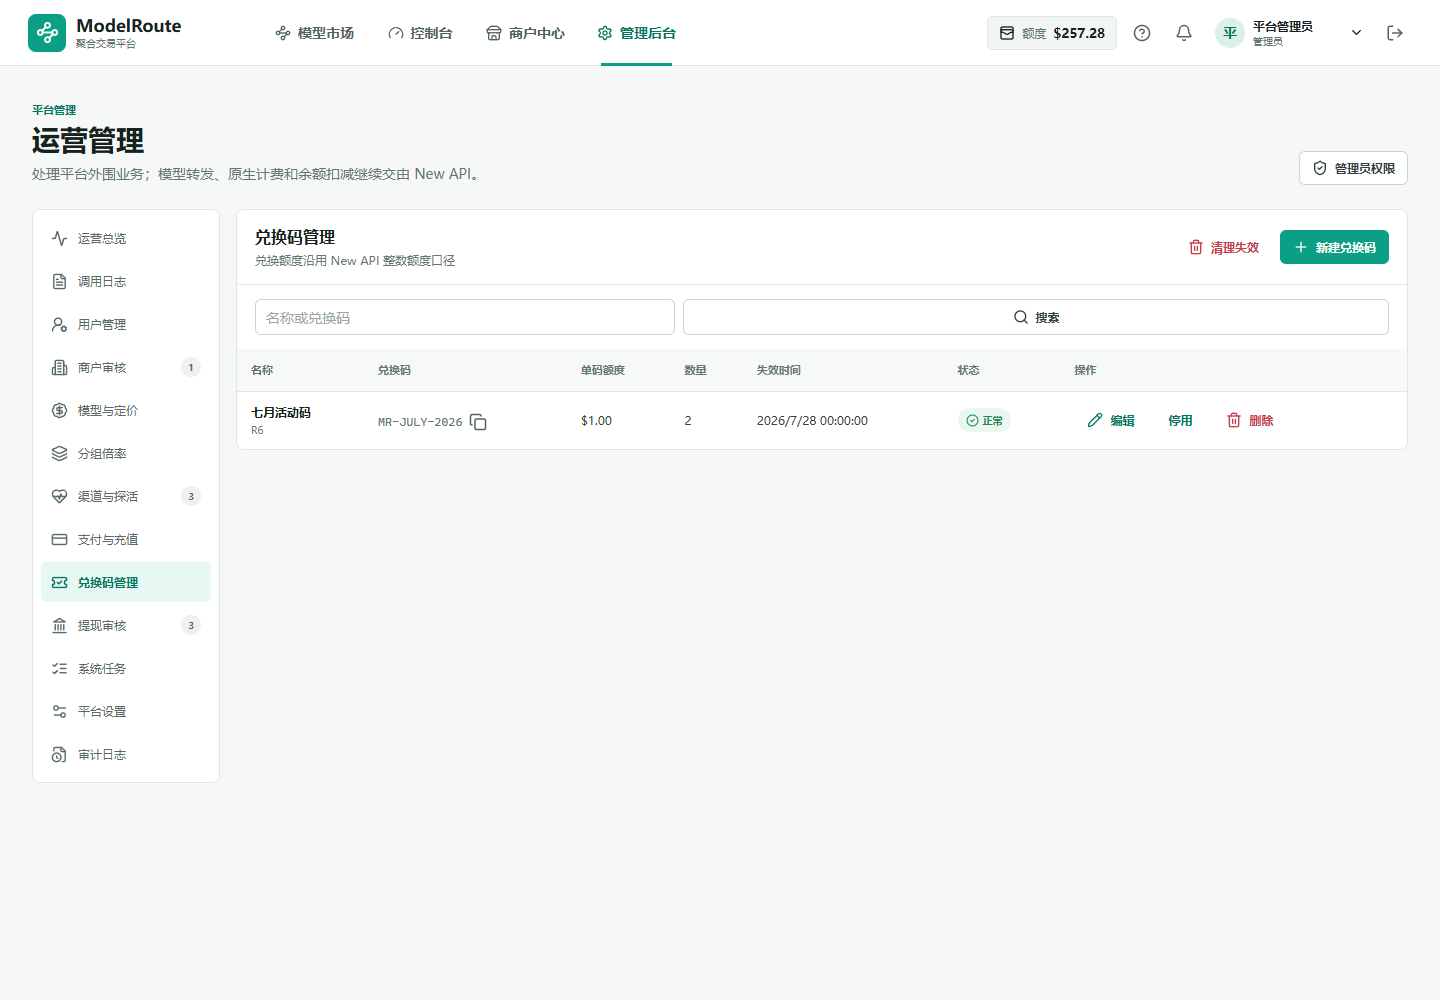 ModelRoute
聚合交易平台
模型市场
控制台
商户中心
管理后台
额度 $257.28
平
平台管理员
管理员
平台管理
运营管理
处理平台外围业务；模型转发、原生计费和余额扣减继续交由 New API。
管理员权限
运营总览
调用日志
用户管理
商户审核 1
模型与定价
分组倍率
渠道与探活 3
支付与充值
兑换码管理
提现审核 3
系统任务
平台设置
审计日志
兑换码管理
兑换额度沿用 New API 整数额度口径
清理失效
新建兑换码
名称或兑换码
搜索
名称 兑换码 单码额度 数量 失效时间 状态 操作
七月活动码 MR-JULY-2026 $1.00 2 2026/7/28 00:00:00 正常 编辑 停用 删除
R6